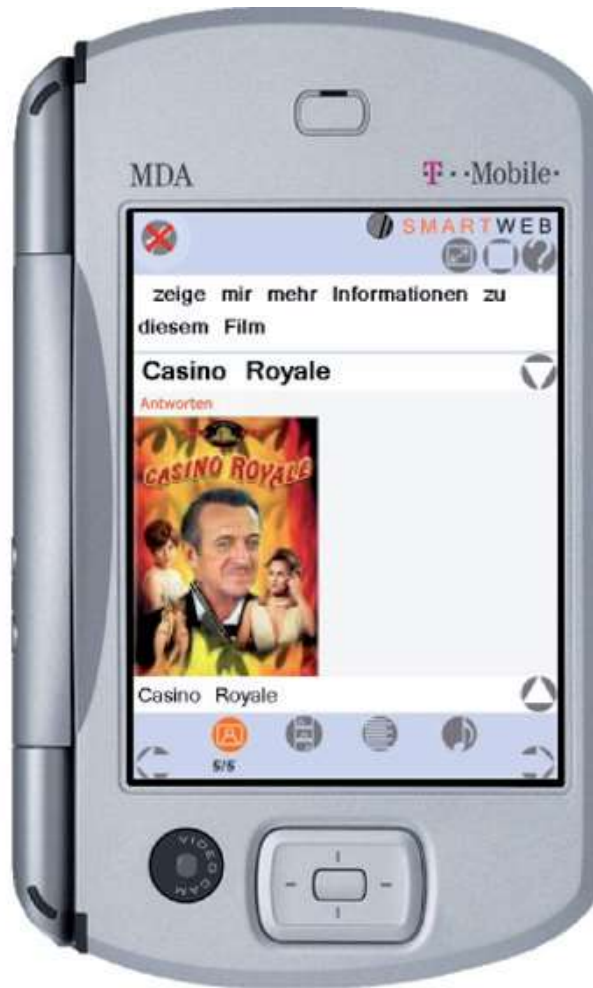 MDA
T · · Mobile ·
SMARTWEB
zeige mir mehr Informationen zu
diesem Film
Casino Royale
Antworten
CASINO ROYALE
Casino Royale
5/5
VIDEO CAM